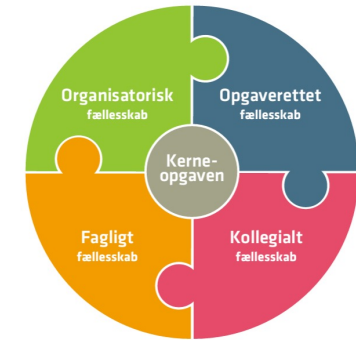 Organisatorisk
fællesskab
Opgaverettet
fællesskab
Kerne-
opgaven
Fagligt
fællesskab
Kollegialt
fællesskab